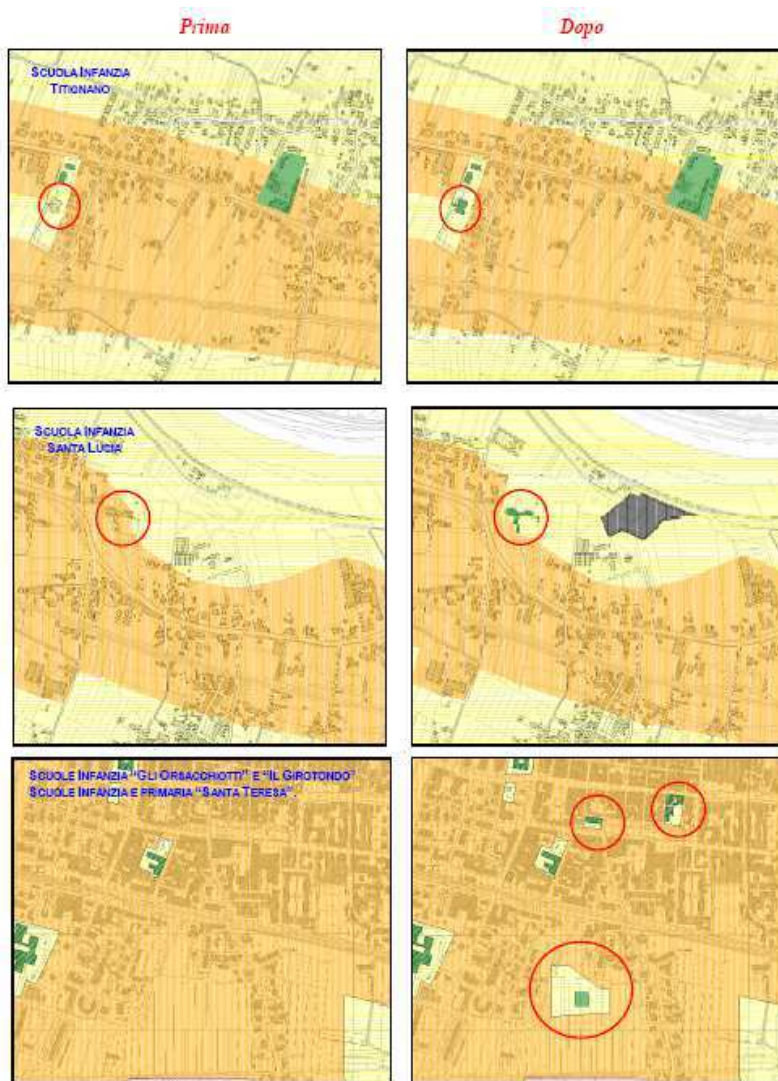 Prima
Dopo
SCUOLA INFANZIA
TITIGNANO
SCUOLA INFANZIA
SANTA LUCIA
SCUOLE INFANZIA "GLI ORSACCHIOTTI" E "IL GIROTONDO"
SCUOLE INFANZIA E PRIMARIA "SANTA TERESA".